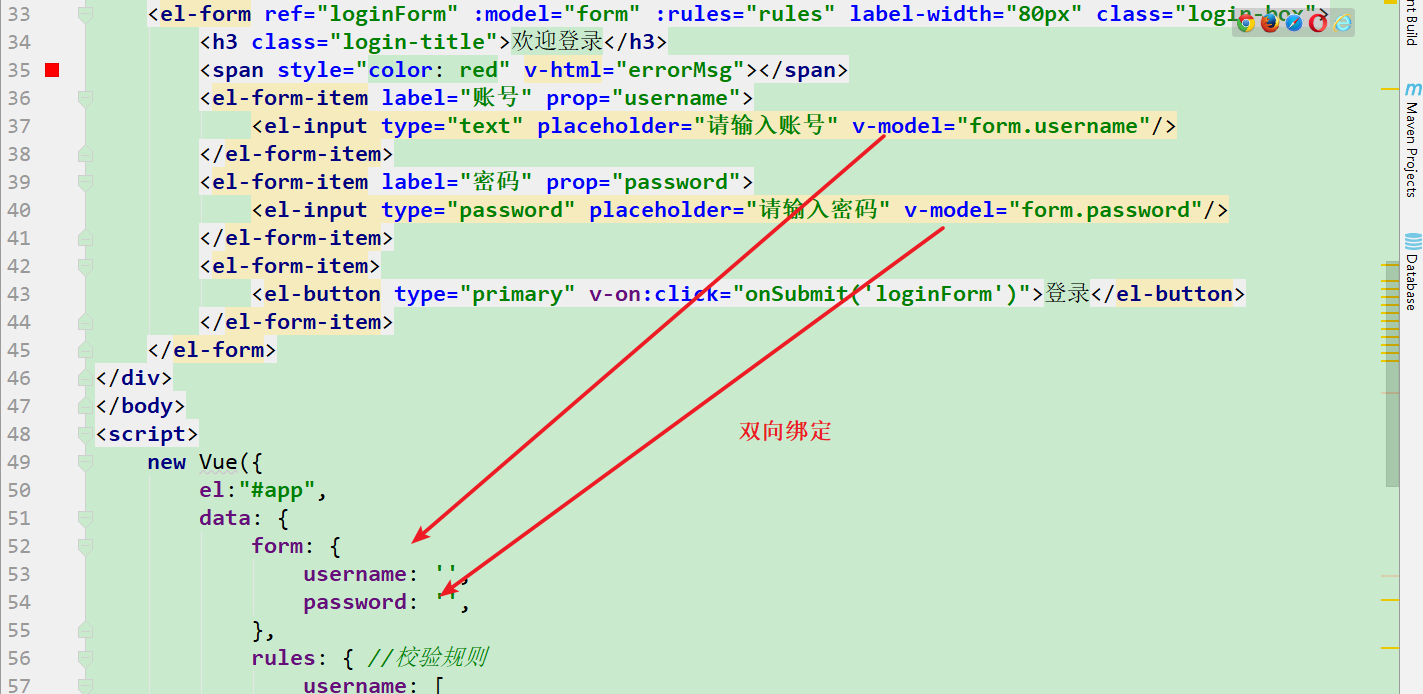 33 <el-form ref="loginForm" :model="form" :rules="rules" label-width="80px" class="login-box">
34 <h3 class="login-title">欢迎登录</h3>
35 <span style="color: red" v-html="errorMsg"></span>
36 <el-form-item label="账号" prop="username">
37 <el-input type="text" placeholder="请输入账号" v-model="form.username"/>
38 </el-form-item>
39 <el-form-item label="密码" prop="password">
40 <el-input type="password" placeholder="请输入密码" v-model="form.password"/>
41 </el-form-item>
42 <el-form-item>
43 <el-button type="primary" v-on:click="onSubmit('loginForm')">登录</el-button>
44 </el-form-item>
45 </el-form>
46 </div>
47 </body>
48 <script>
双向绑定
49 new Vue({
50 el:"#app",
51 data: {
52 form: {
53 username: '',
54 password: '',
55 },
56 rules: { //校验规则
57 username: [
nt Build
Maven Projects
Database